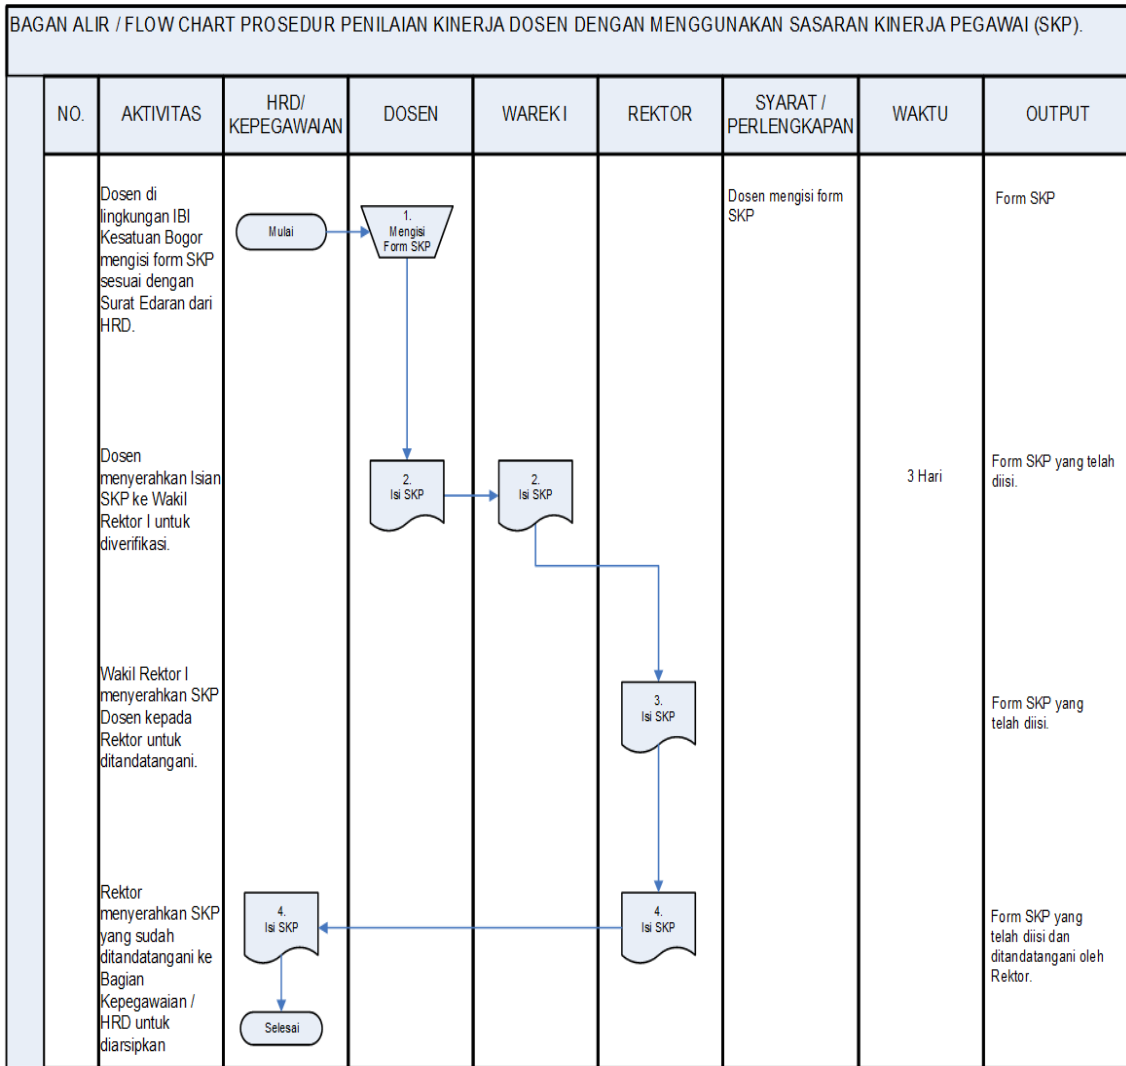 BAGAN ALIR / FLOW CHART PROSEDUR PENILAIAN KINERJA DOSEN DENGAN MENGGUNAKAN SASARAN KINERJA PEGAWAI (SKP).
NO.
AKTIVITAS
HRD/
KEPEGAWAIAN
DOSEN
WAREK I
REKTOR
SYARAT /
PERLENGKAPAN
WAKTU
OUTPUT
Dosen di
lingkungan IBI
Kesatuan Bogor
mengisi form SKP
sesuai dengan
Surat Edaran dari
HRD.
Mulai
1.
Mengisi
Form SKP
Dosen mengisi form
SKP
Form SKP
Dosen
menyerahkan Isian
SKP ke Wakil
Rektor I untuk
diverifikasi.
2.
Isi SKP
2.
Isi SKP
3 Hari
Form SKP yang telah
diisi.
Wakil Rektor I
menyerahkan SKP
Dosen kepada
Rektor untuk
ditandatangani.
3.
Isi SKP
Form SKP yang
telah diisi.
Rektor
menyerahkan SKP
yang sudah
ditandatangani ke
Bagian
Kepegawaian /
HRD untuk
diarsipkan
4.
Isi SKP
4.
Isi SKP
Form SKP yang
telah diisi dan
ditandatangani oleh
Rektor.
Selesai